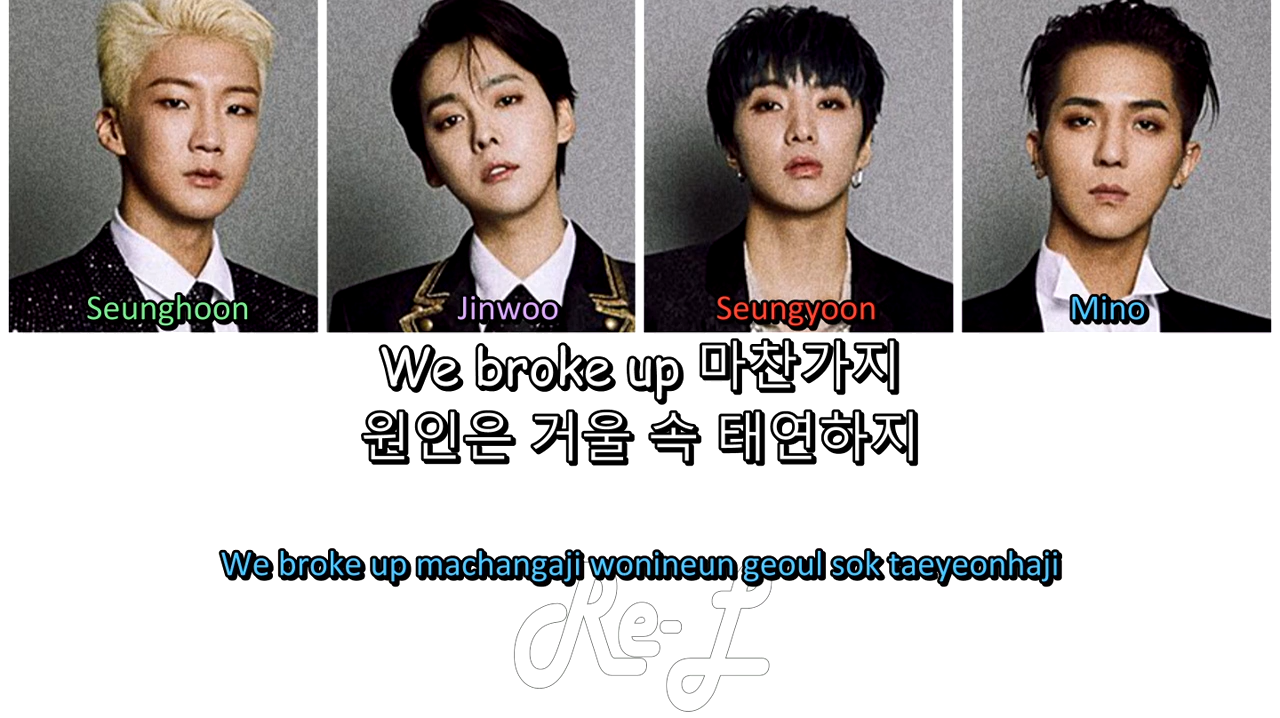 Seunghoon Jinwoo Seungyoon Mino
We broke up 마찬가지
원인은 거울 속 태연하지
We broke up machangaji wonineun geoul sok taeyeonhaji
Re-L